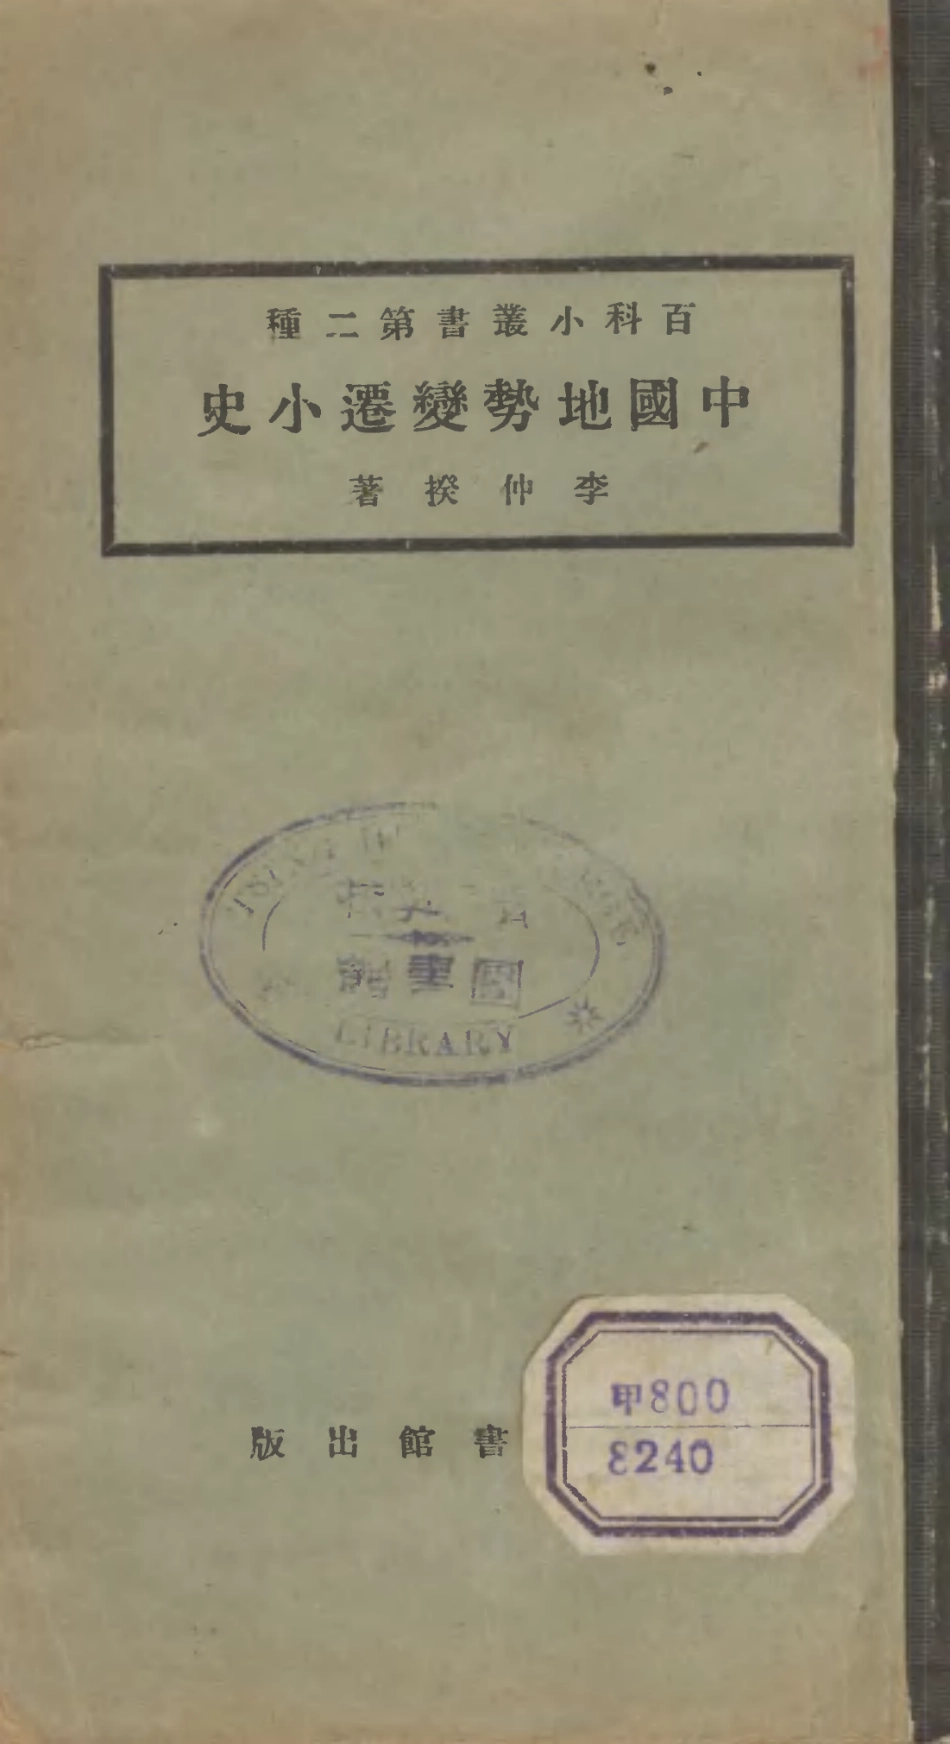 百科小叢書第二種
中國地勢變遷小史
李仲揆著
圖書館
LIBRARY
書館出版
甲800
8240